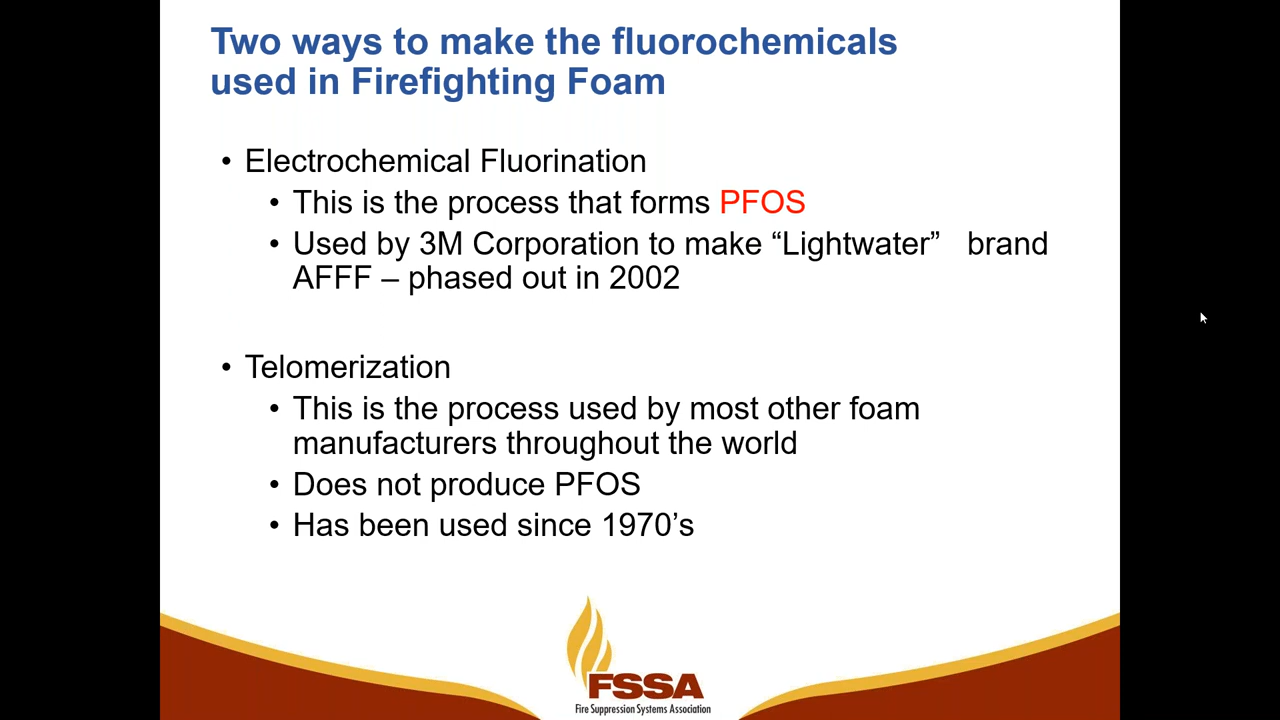 Two ways to make the fluorochemicals
used in Firefighting Foam
• Electrochemical Fluorination
• This is the process that forms PFOS
• Used by 3M Corporation to make “Lightwater” brand
AFFF – phased out in 2002
• Telomerization
• This is the process used by most other foam
manufacturers throughout the world
• Does not produce PFOS
• Has been used since 1970’s
FSSA
Fire Suppression Systems Association